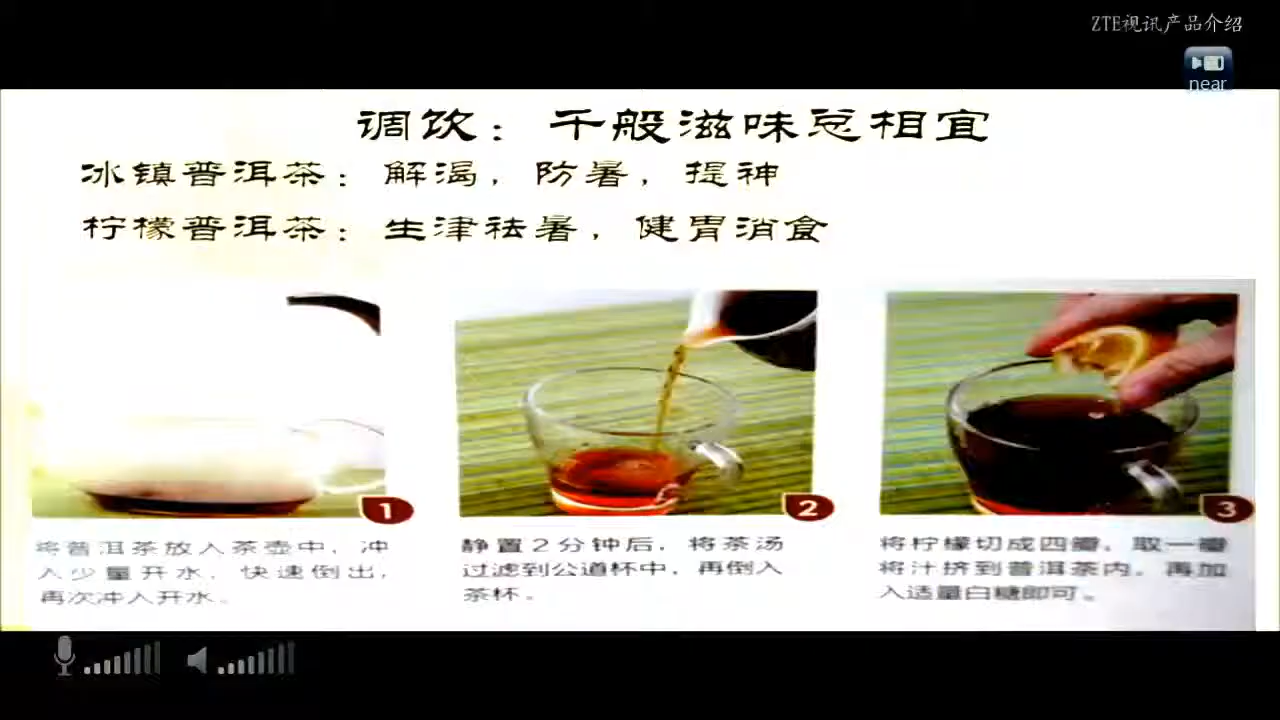 ZTE视讯产品介绍
near
调饮：千般滋味总相宜
冰镇普洱茶：解渴，防暑，提神
柠檬普洱茶：生津祛暑，健胃消食
1
2
3
将普洱茶放入茶壶中，冲
入少量开水，快速倒出，
再次冲入开水。
静置2分钟后，将茶汤
过滤到公道杯中，再倒入
茶杯。
将柠檬切成四瓣，取一瓣
将汁挤到普洱茶内，再加
入适量白糖即可。